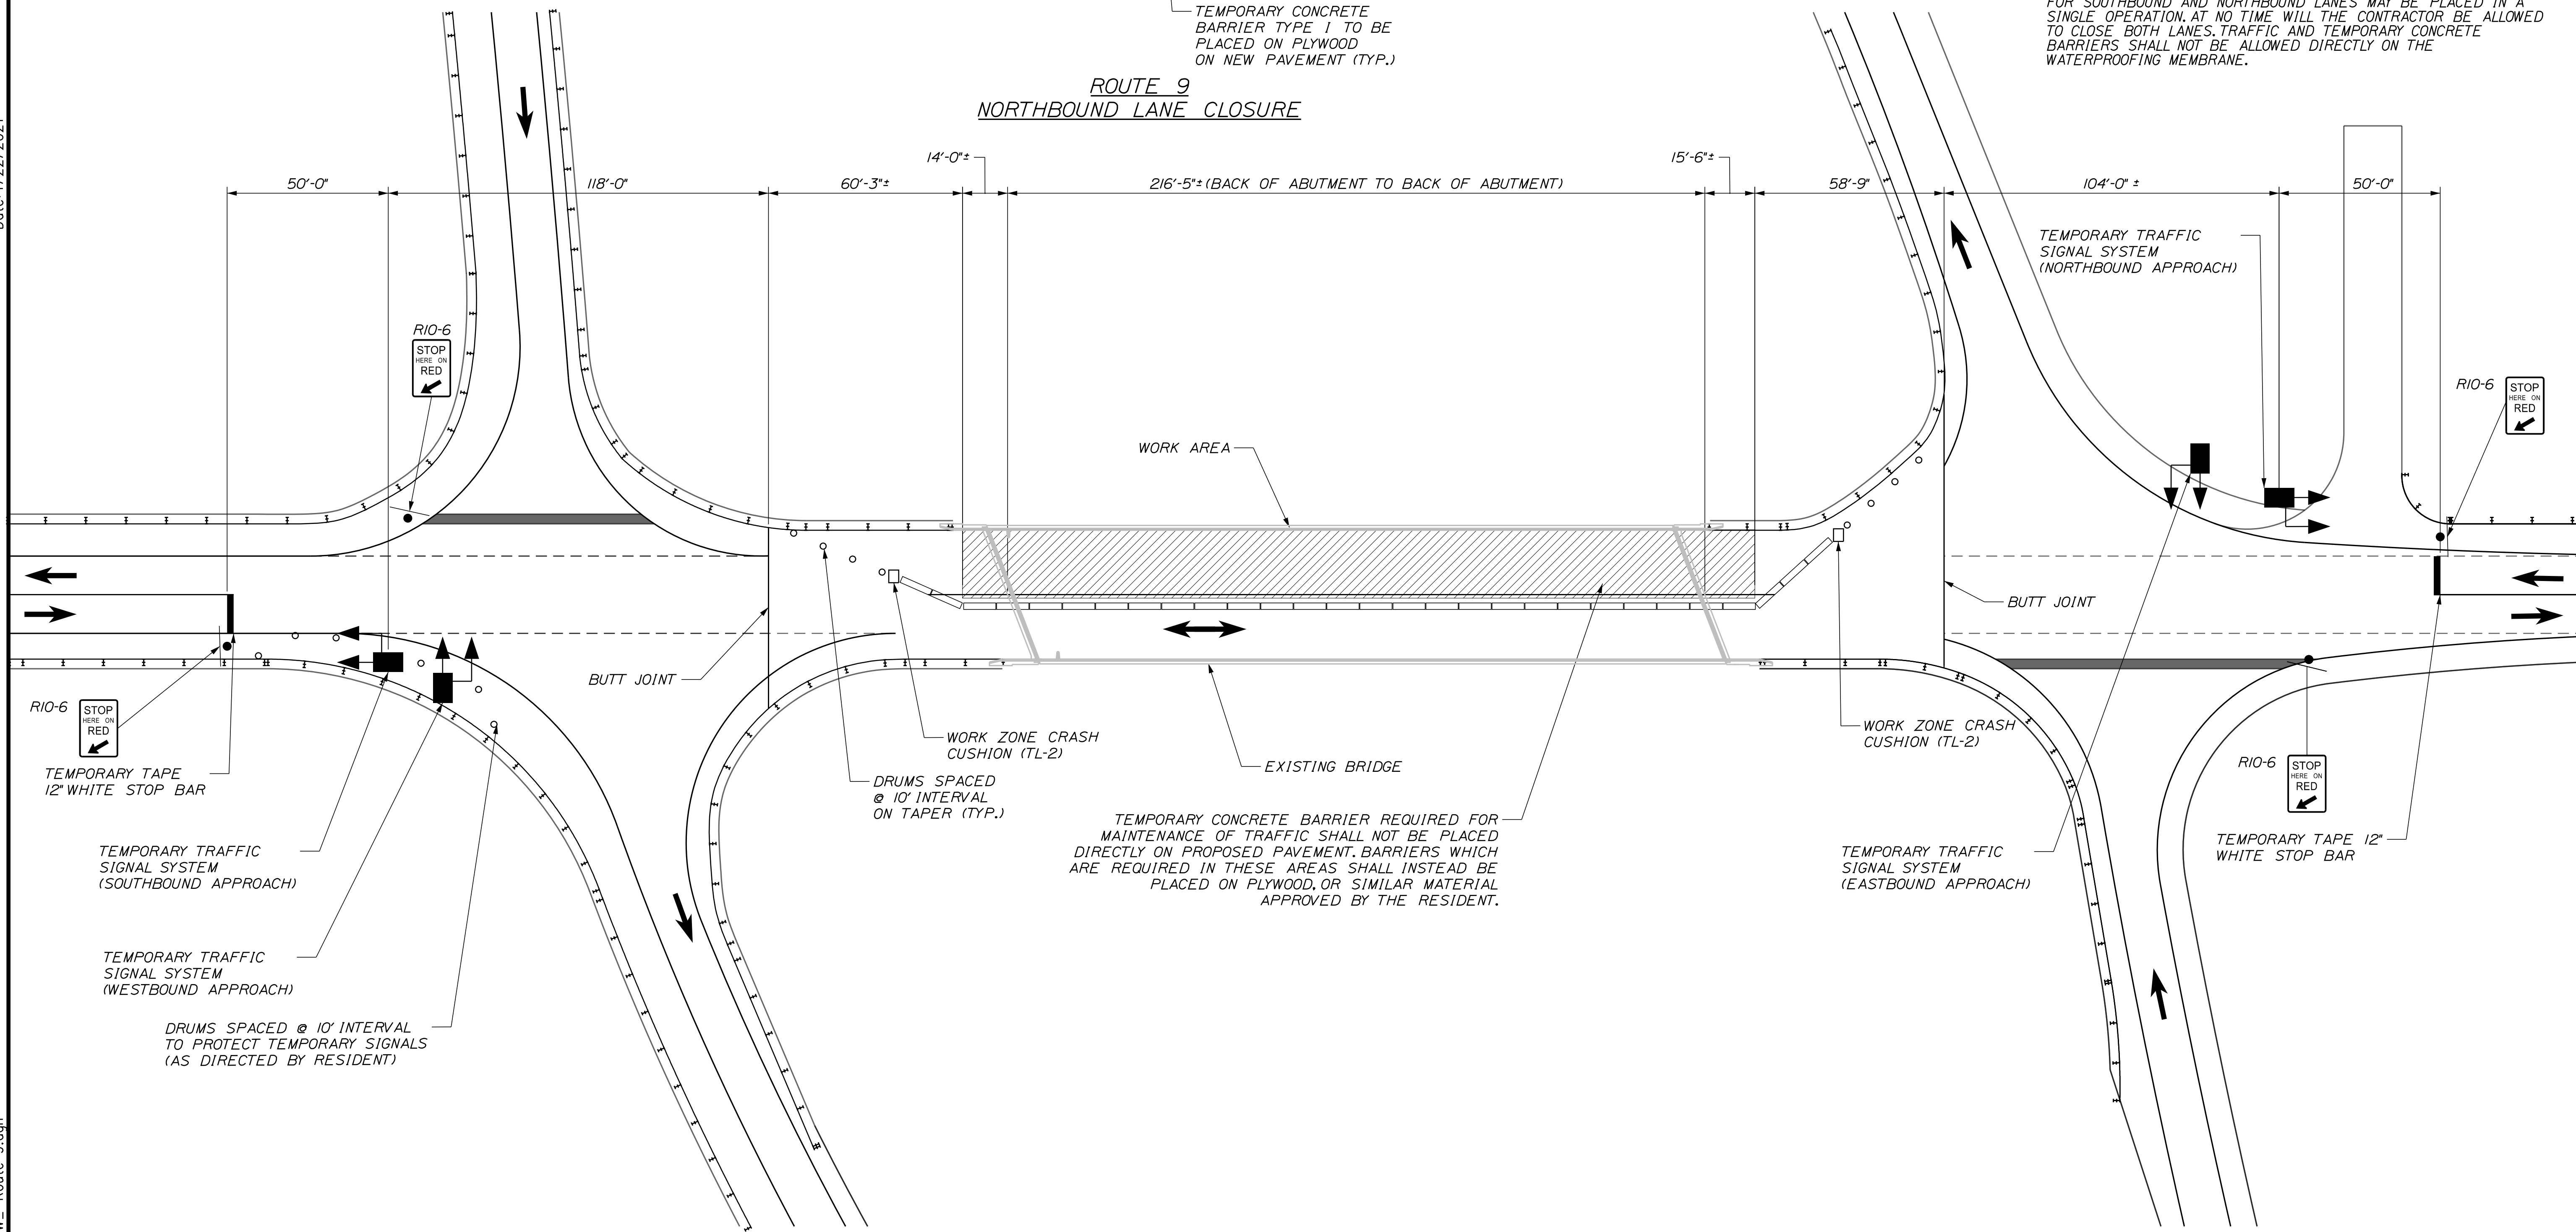 TEMPORARY CONCRETE
BARRIER TYPE I TO BE
PLACED ON PLYWOOD
ON NEW PAVEMENT (TYP.)
FOR SOUTHBOUND AND NORTHBOUND LANES MAY BE PLACED IN A
SINGLE OPERATION. AT NO TIME WILL THE CONTRACTOR BE ALLOWED
TO CLOSE BOTH LANES. TRAFFIC AND TEMPORARY CONCRETE
BARRIERS SHALL NOT BE ALLOWED DIRECTLY ON THE
WATERPROOFING MEMBRANE.
ROUTE 9
NORTHBOUND LANE CLOSURE
14'-0"±
15'-6"±
50'-0"
118'-0"
60'-3"±
216'-5"± (BACK OF ABUTMENT TO BACK OF ABUTMENT)
58'-9"
104'-0" ±
50'-0"
TEMPORARY TRAFFIC
SIGNAL SYSTEM
(NORTHBOUND APPROACH)
R10-6
STOP
HERE ON
RED
R10-6
STOP
HERE ON
RED
WORK AREA
BUTT JOINT
BUTT JOINT
R10-6
STOP
HERE ON
RED
TEMPORARY TAPE
12" WHITE STOP BAR
WORK ZONE CRASH
CUSHION (TL-2)
DRUMS SPACED
@ 10' INTERVAL
ON TAPER (TYP.)
EXISTING BRIDGE
WORK ZONE CRASH
CUSHION (TL-2)
R10-6
STOP
HERE ON
RED
TEMPORARY CONCRETE BARRIER REQUIRED FOR
MAINTENANCE OF TRAFFIC SHALL NOT BE PLACED
DIRECTLY ON PROPOSED PAVEMENT. BARRIERS WHICH
ARE REQUIRED IN THESE AREAS SHALL INSTEAD BE
PLACED ON PLYWOOD, OR SIMILAR MATERIAL
APPROVED BY THE RESIDENT.
TEMPORARY TAPE 12"
WHITE STOP BAR
TEMPORARY TRAFFIC
SIGNAL SYSTEM
(SOUTHBOUND APPROACH)
TEMPORARY TRAFFIC
SIGNAL SYSTEM
(EASTBOUND APPROACH)
TEMPORARY TRAFFIC
SIGNAL SYSTEM
(WESTBOUND APPROACH)
DRUMS SPACED @ 10' INTERVAL
TO PROTECT TEMPORARY SIGNALS
(AS DIRECTED BY RESIDENT)